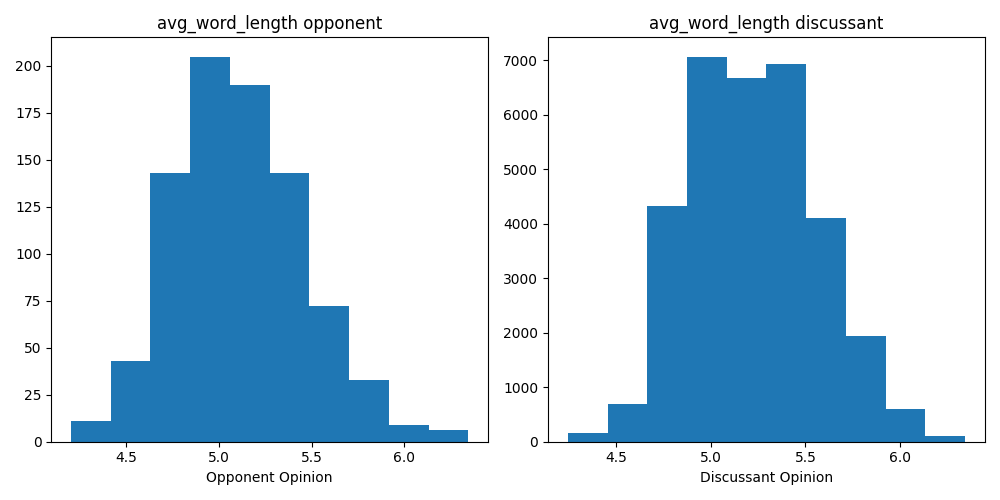 avg_word_length opponent
200
175
150
125
100
75
50
25
0
4.5 5.0 5.5 6.0
Opponent Opinion
avg_word_length discussant
7000
6000
5000
4000
3000
2000
1000
0
4.5 5.0 5.5 6.0
Discussant Opinion